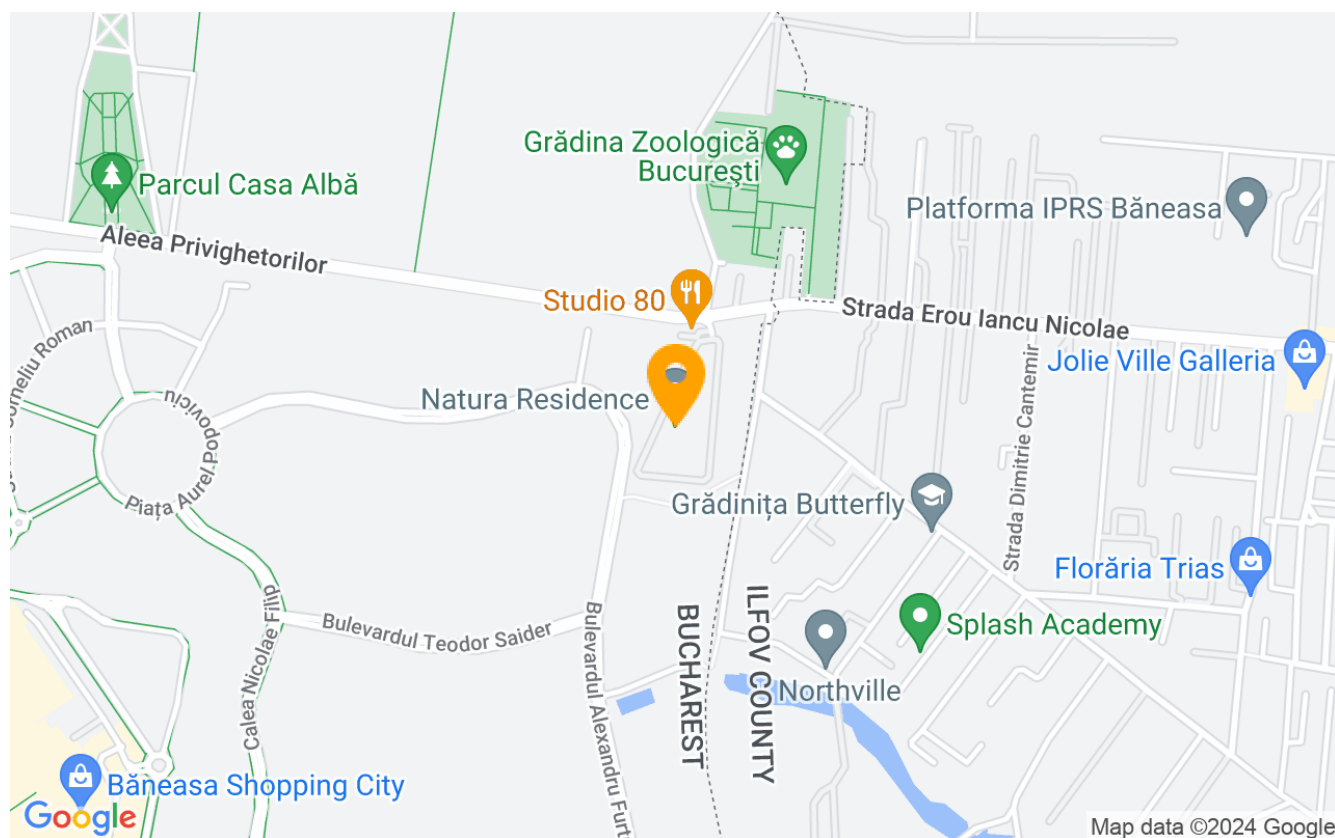 Grădina Zoologică
București
Parcul Casa Albă
Platforma IPRS Băneasa
Aleea Privighetorilor
Studio 80
Strada Erou Iancu Nicolae
Jolie Ville Galleria
Corneliu Roman
Strada Dimitrie Cantemir
Natura Residence
Piața Aurel Popoviciu
Grădinița Butterfly
Florăria Trias
Splash Academy
Calea Nicolae Filip
Bulevardul Teodor Saider
Bulevardul Alexandru Furt
BUCHAREST
ILFOV COUNTY
Northville
Băneasa Shopping City
Google
Map data ©2024 Google